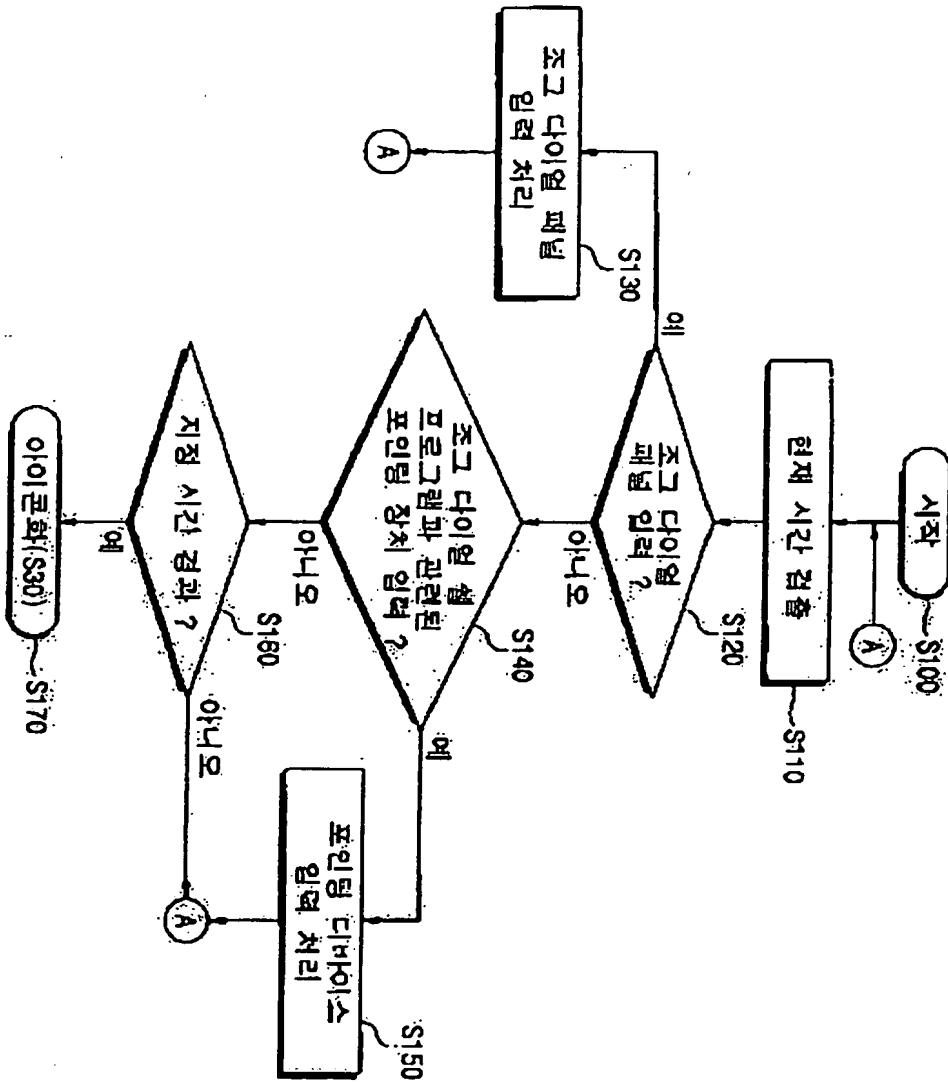 시작
S100
A
현재 시간 검출
S110
조그 다이얼
패널 입력 ?
S120
예
아니오
조그 다이얼 패널
입력 처리
S130
A
조그 다이얼 쉘
프로그램과 관련된
포인팅 장치 입력 ?
S140
예
아니오
포인팅 디바이스
입력 처리
S150
A
지정 시간 경과 ?
S160
아니오
예
아이콘화(S30)
S170